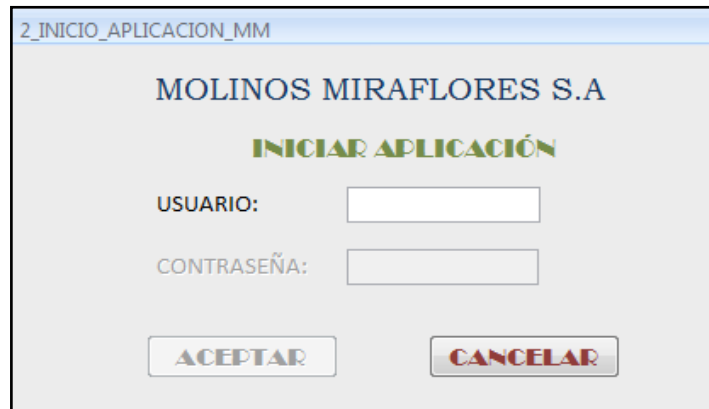 2_INICIO_APLICACION_MM
MOLINOS MIRAFLORES S.A
INICIAR APLICACIÓN
USUARIO:
CONTRASEÑA:
ACEPTAR CANCELAR